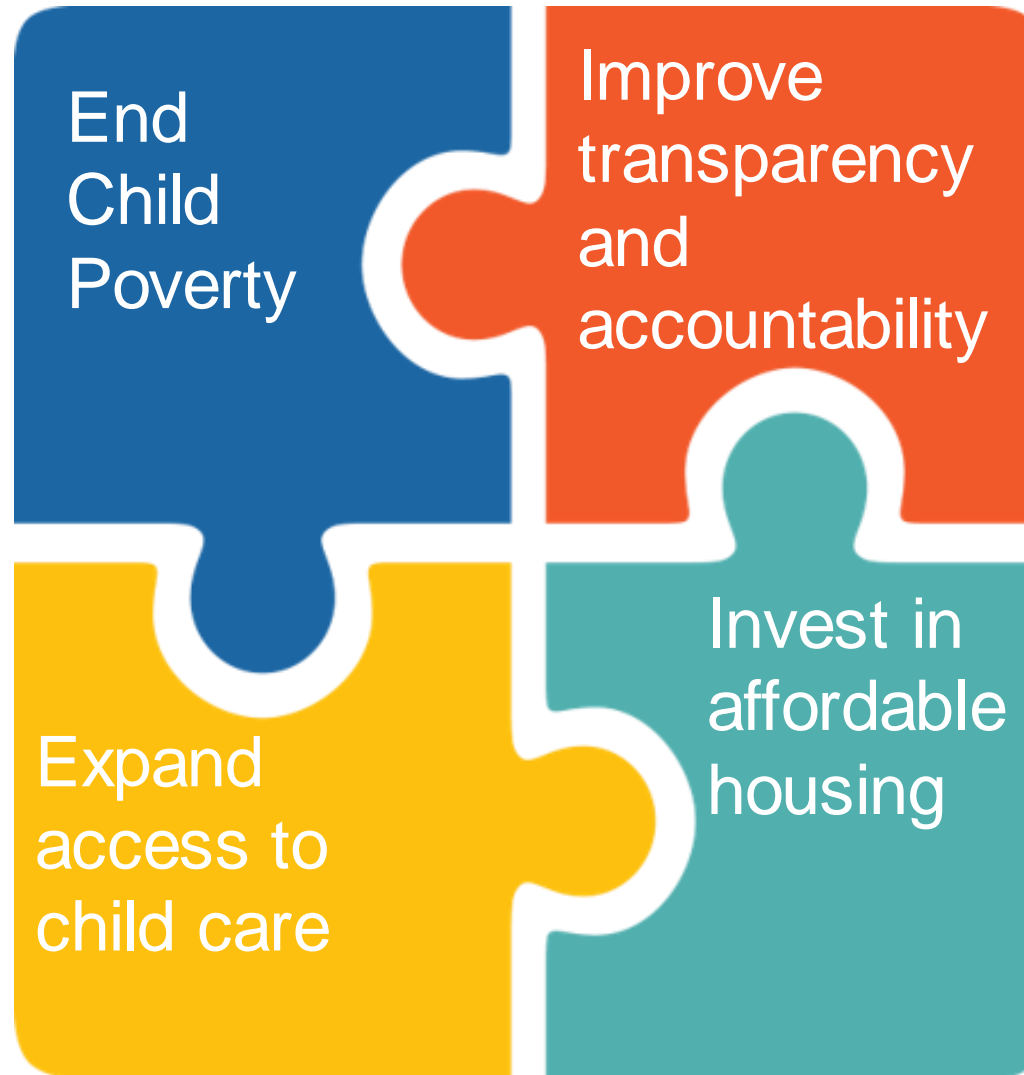 End
Child
Poverty
Improve
transparency
and
accountability
Expand
access to
child care
Invest in
affordable
housing